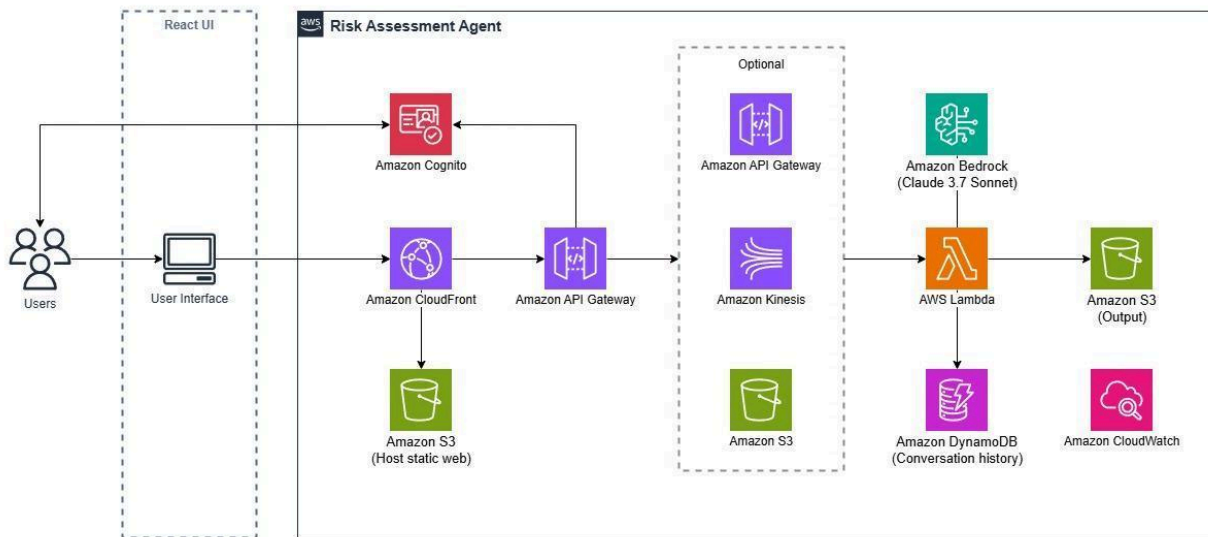 React UI
aws
Risk Assessment Agent
Optional
Amazon Cognito
Amazon API Gateway
Amazon Bedrock
(Claude 3.7 Sonnet)
Users
User Interface
Amazon CloudFront
Amazon API Gateway
Amazon Kinesis
AWS Lambda
Amazon S3
(Output)
Amazon S3
(Host static web)
Amazon S3
Amazon DynamoDB
(Conversation history)
Amazon CloudWatch